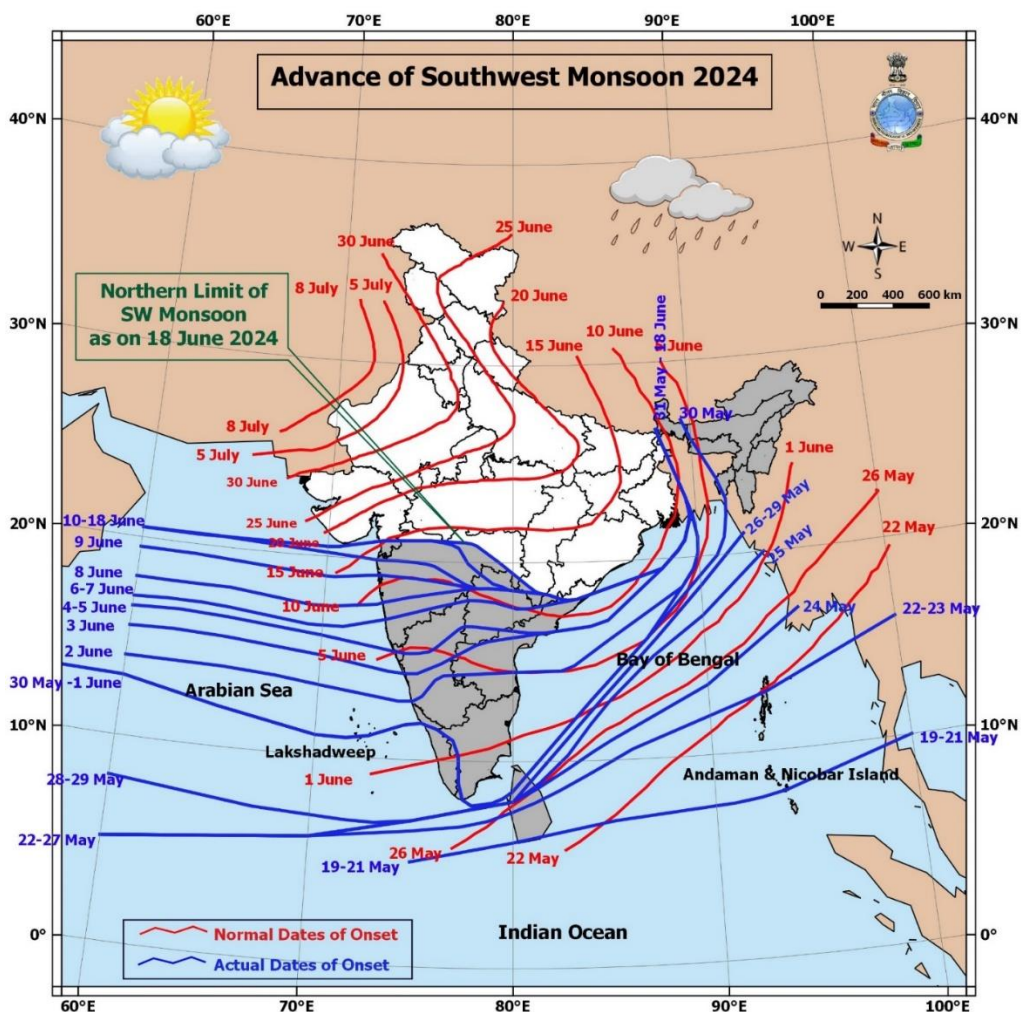 60°E
70°E
80°E
90°E
100°E
Advance of Southwest Monsoon 2024
40°N
40°N
N
W
E
S
0 200 400 600 km
25 June
30 June
8 July
5 July
Northern Limit of
SW Monsoon
as on 18 June 2024
20 June
30°N
30°N
10 June
15 June
31 May - 18 June
30 May
8 July
5 July
30 June
1 June
26 May
25 June
20°N
10-18 June
20 June
9 June
26-29 May
22 May
20°N
25 May
15 June
8 June
6-7 June
4-5 June
3 June
10 June
24 May
22-23 May
2 June
5 June
Bay of Bengal
30 May -1 June
Arabian Sea
10°N
10°N
Lakshadweep
19-21 May
28-29 May
1 June
Andaman & Nicobar Island
22-27 May
26 May
19-21 May
22 May
Normal Dates of Onset
Actual Dates of Onset
Indian Ocean
0°
0°
60°E
70°E
80°E
90°E
100°E